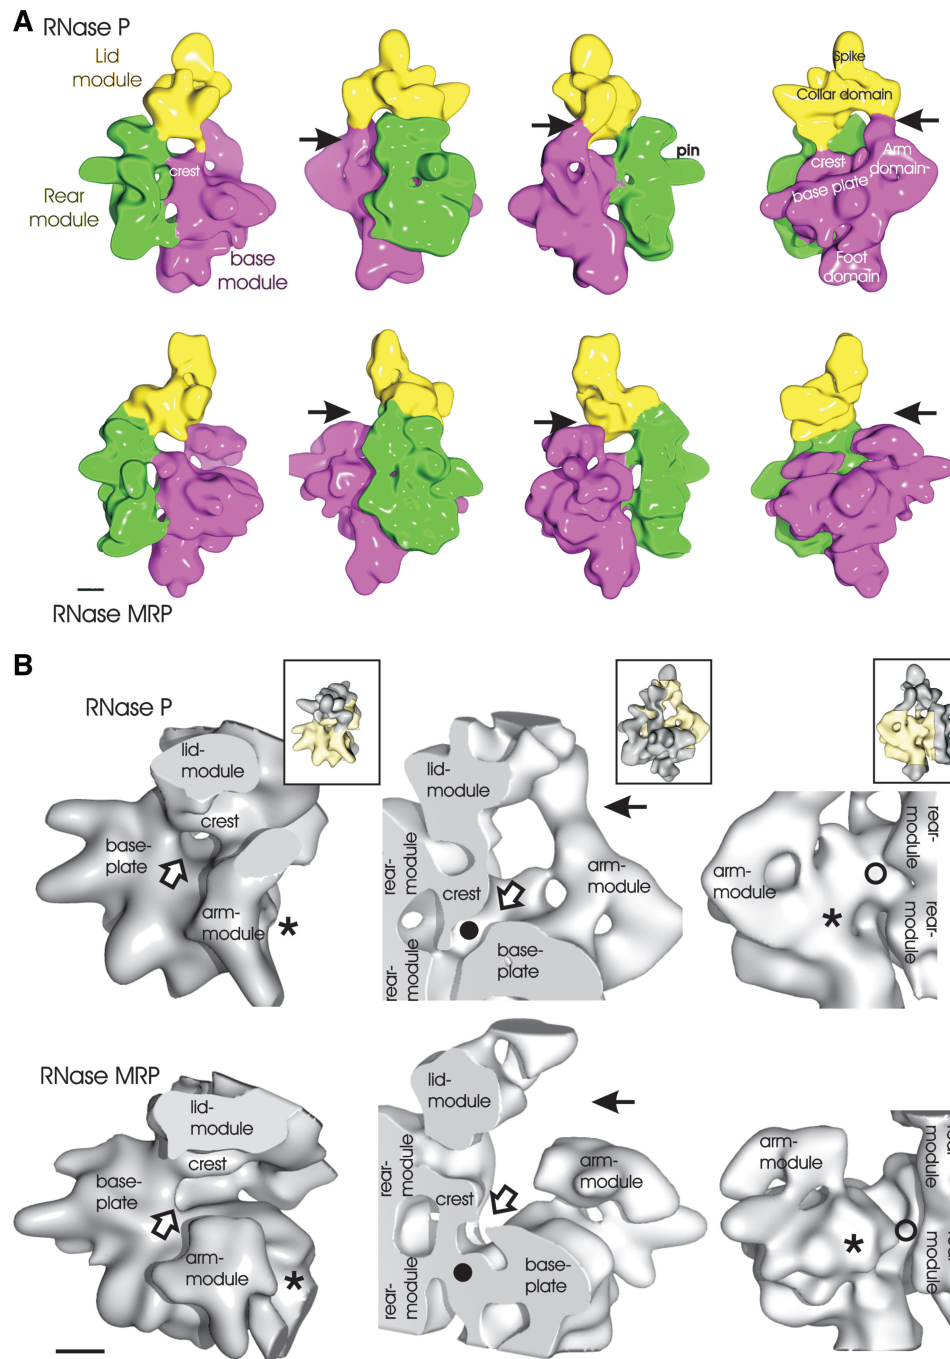 A
RNase P
Lid
module
Rear
module
crest
base
module
pin
Spike
Collar domain
crest
Arm
domain
base plate
Foot
domain
RNase MRP
B
RNase P
lid-
module
crest
base-
plate
arm-
module
*
lid-
module
rear-
module
crest
arm-
module
rear-
module
base-
plate
rear-
module
arm-
module
*
rear-
module
RNase MRP
lid-
module
crest
base-
plate
arm-
module
*
lid-
module
rear-
module
crest
arm-
module
rear-
module
base-
plate
arm-
module
*
module
module